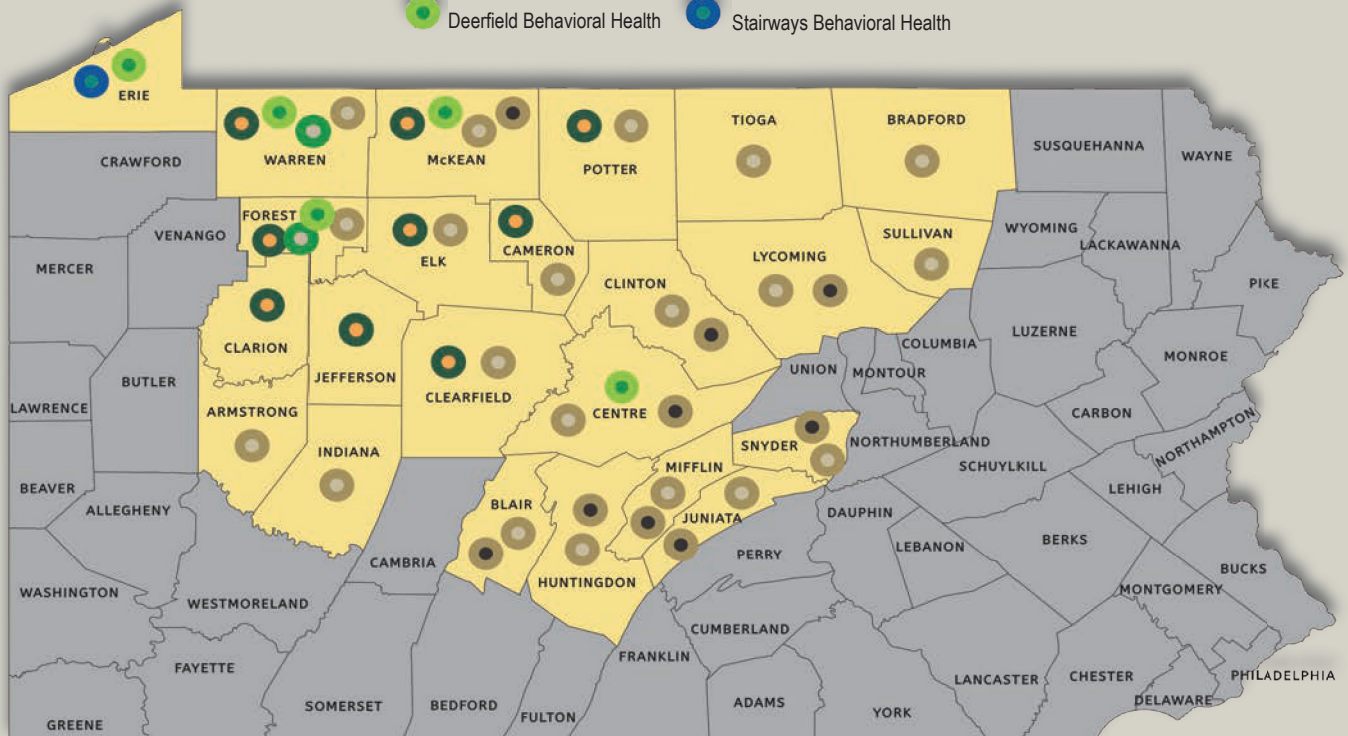 Deerfield Behavioral Health
Stairways Behavioral Health
ERIE
CRAWFORD
WARREN
McKEAN
POTTER
TIOGA
BRADFORD
SUSQUEHANNA
WAYNE
FOREST
VENANGO
MERCER
ELK
CAMERON
CLINTON
LYCOMING
SULLIVAN
WYOMING
LACKAWANNA
PIKE
CLARION
JEFFERSON
CLEARFIELD
BUTLER
LAWRENCE
ARMSTRONG
INDIANA
CENTRE
UNION
MONTOUR
COLUMBIA
LUZERNE
MONROE
CARBON
NORTHAMPTON
SNYDER
NORTHUMBERLAND
SCHUYLKILL
LEHIGH
MIFFLIN
JUNIATA
BLAIR
HUNTINGDON
BEAVER
ALLEGHENY
CAMBRIA
PERRY
DAUPHIN
LEBANON
BERKS
BUCKS
MONTGOMERY
WASHINGTON
WESTMORELAND
CUMBERLAND
FAYETTE
FRANKLIN
LANCASTER
CHESTER
PHILADELPHIA
DELAWARE
GREENE
SOMERSET
BEDFORD
FULTON
ADAMS
YORK